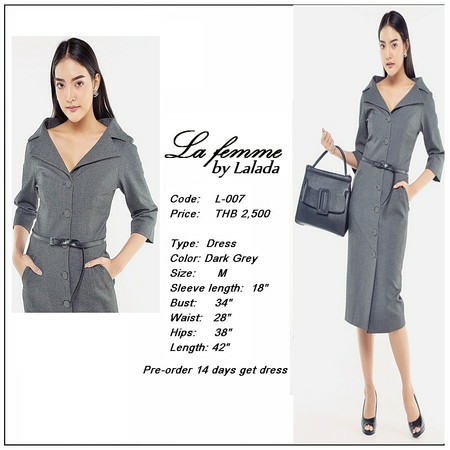 La femme
by Lalada
Code: L-007
Price: THB 2,500
Type: Dress
Color: Dark Grey
Size: M
Sleeve length: 18"
Bust: 34"
Waist: 28"
Hips: 38"
Length: 42"
Pre-order 14 days get dress